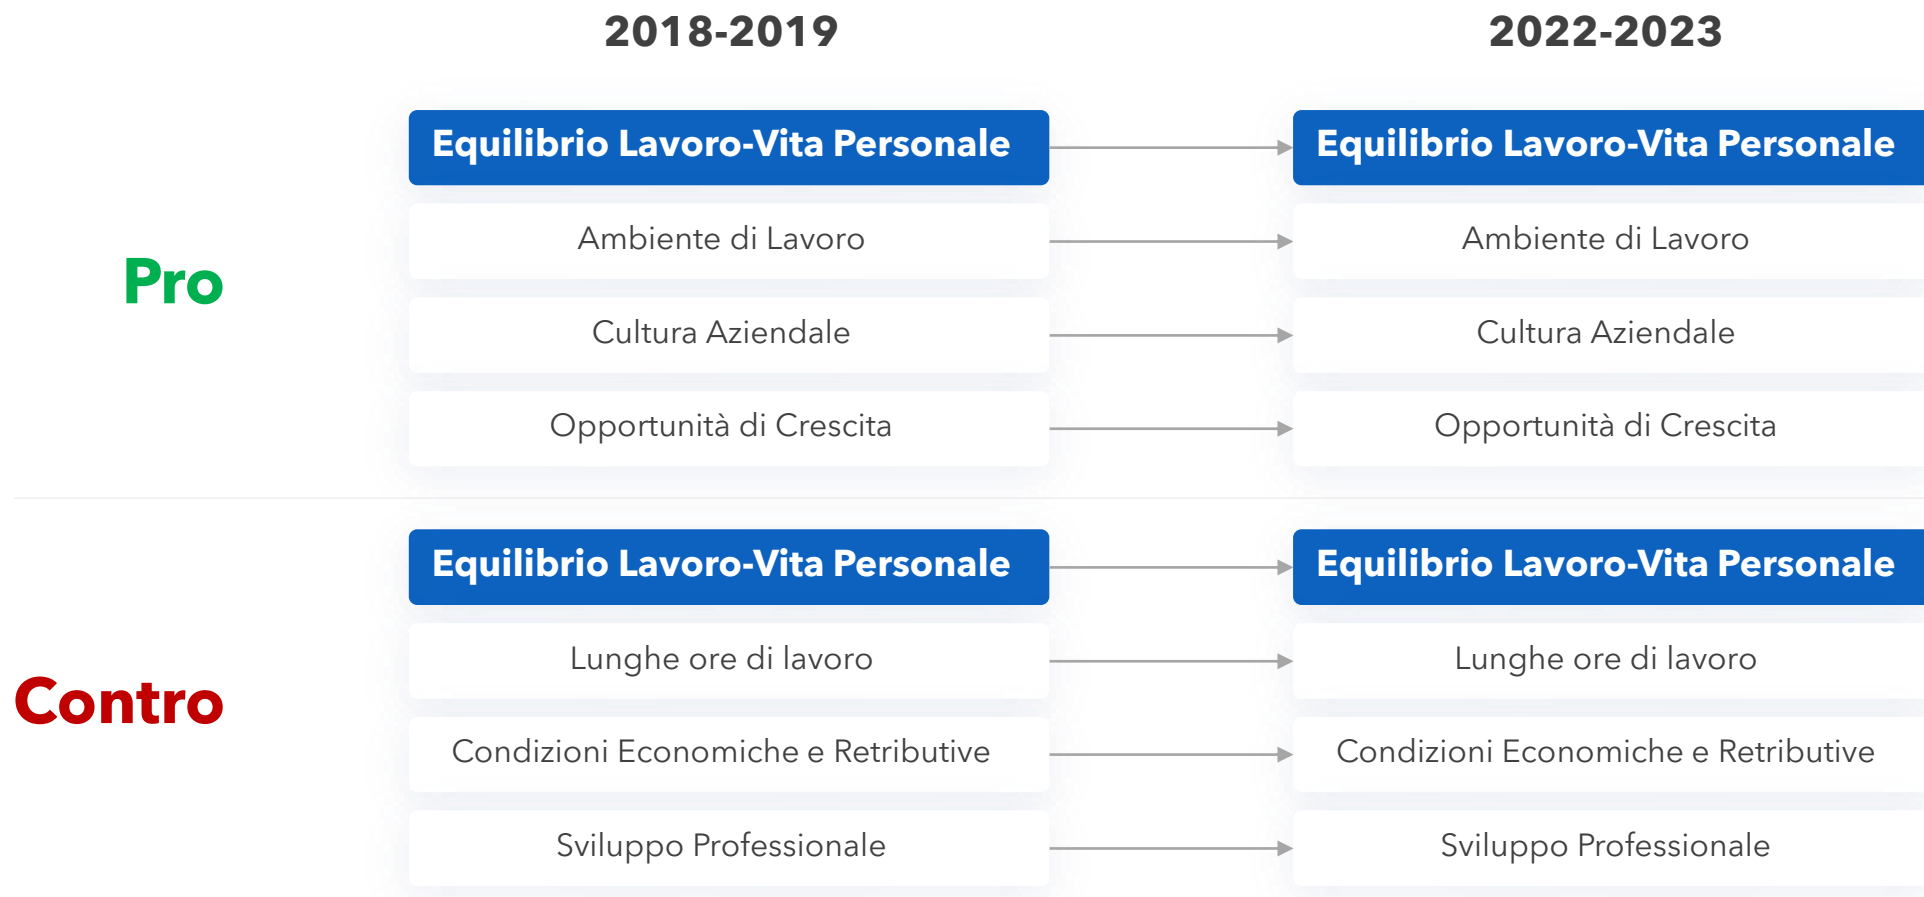 2018-2019 2022-2023
Equilibrio Lavoro-Vita Personale Equilibrio Lavoro-Vita Personale
Ambiente di Lavoro Ambiente di Lavoro
Pro
Cultura Aziendale Cultura Aziendale
Opportunità di Crescita Opportunità di Crescita
Equilibrio Lavoro-Vita Personale Equilibrio Lavoro-Vita Personale
Lunghe ore di lavoro Lunghe ore di lavoro
Contro
Condizioni Economiche e Retributive Condizioni Economiche e Retributive
Sviluppo Professionale Sviluppo Professionale